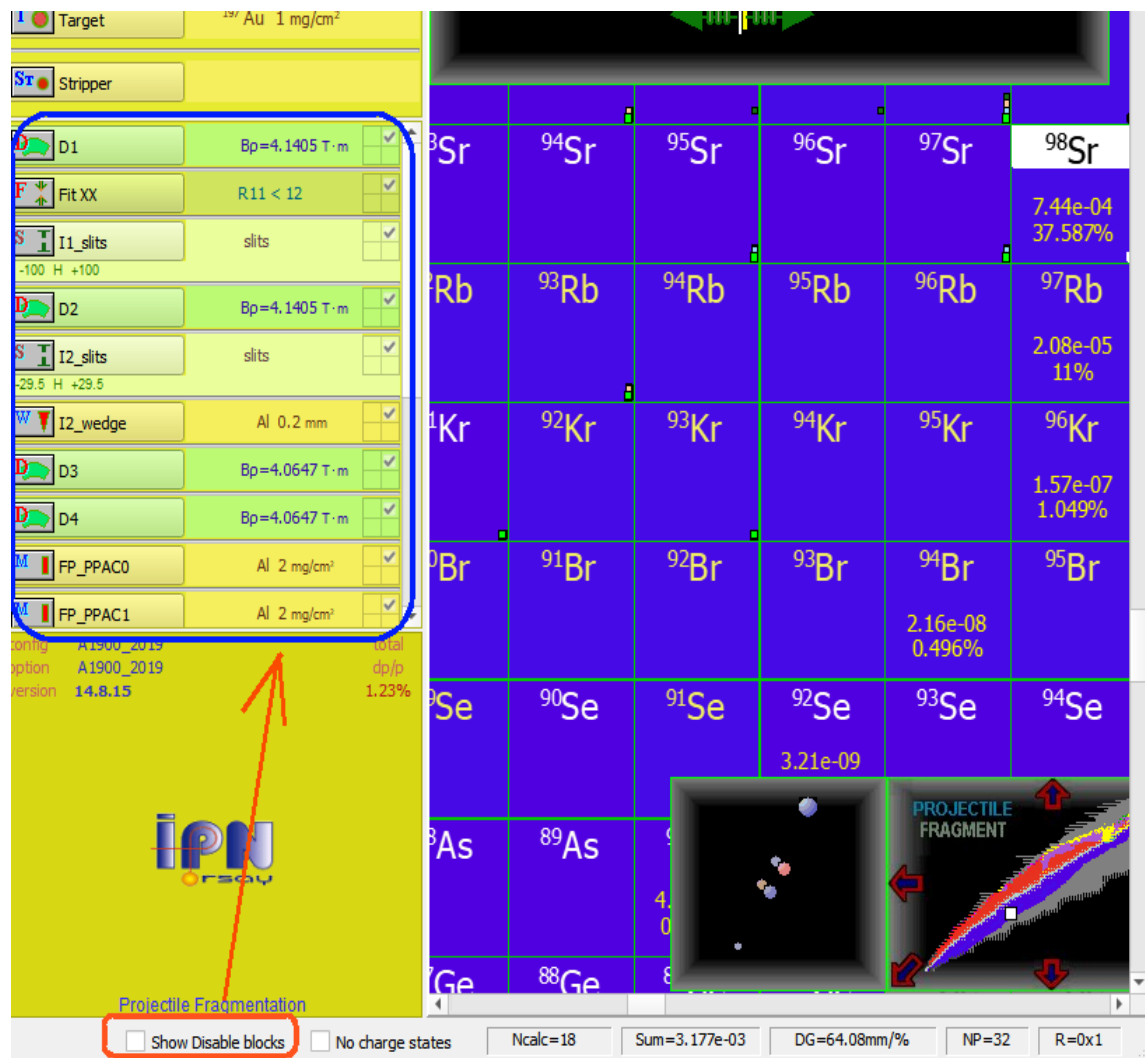 Target ¹⁹⁷Au 1 mg/cm²
St Stripper
D D1 Bρ=4.1405 T·m
F Fit XX R11 < 12
S I1_slits slits
-100 H +100
D D2 Bρ=4.1405 T·m
S I2_slits slits
-29.5 H +29.5
W I2_wedge Al 0.2 mm
D D3 Bρ=4.0647 T·m
D D4 Bρ=4.0647 T·m
M FP_PPAC0 Al 2 mg/cm²
M FP_PPAC1 Al 2 mg/cm²
config A1900_2019 total
option A1900_2019 dp/p
version 14.8.15 1.23%
ipn
orsay
Projectile Fragmentation
Sr ⁹⁴Sr ⁹⁵Sr ⁹⁶Sr ⁹⁷Sr ⁹⁸Sr
7.44e-04
37.587%
Rb ⁹³Rb ⁹⁴Rb ⁹⁵Rb ⁹⁶Rb ⁹⁷Rb
2.08e-05
11%
Kr ⁹²Kr ⁹³Kr ⁹⁴Kr ⁹⁵Kr ⁹⁶Kr
1.57e-07
1.049%
Br ⁹¹Br ⁹²Br ⁹³Br ⁹⁴Br ⁹⁵Br
2.16e-08
0.496%
Se ⁹⁰Se ⁹¹Se ⁹²Se ⁹³Se ⁹⁴Se
3.21e-09
As ⁸⁹As
PROJECTILE
FRAGMENT
Ge ⁸⁸Ge
Show Disable blocks No charge states Ncalc=18 Sum=3.177e-03 DG=64.08mm/% NP=32 R=0x1